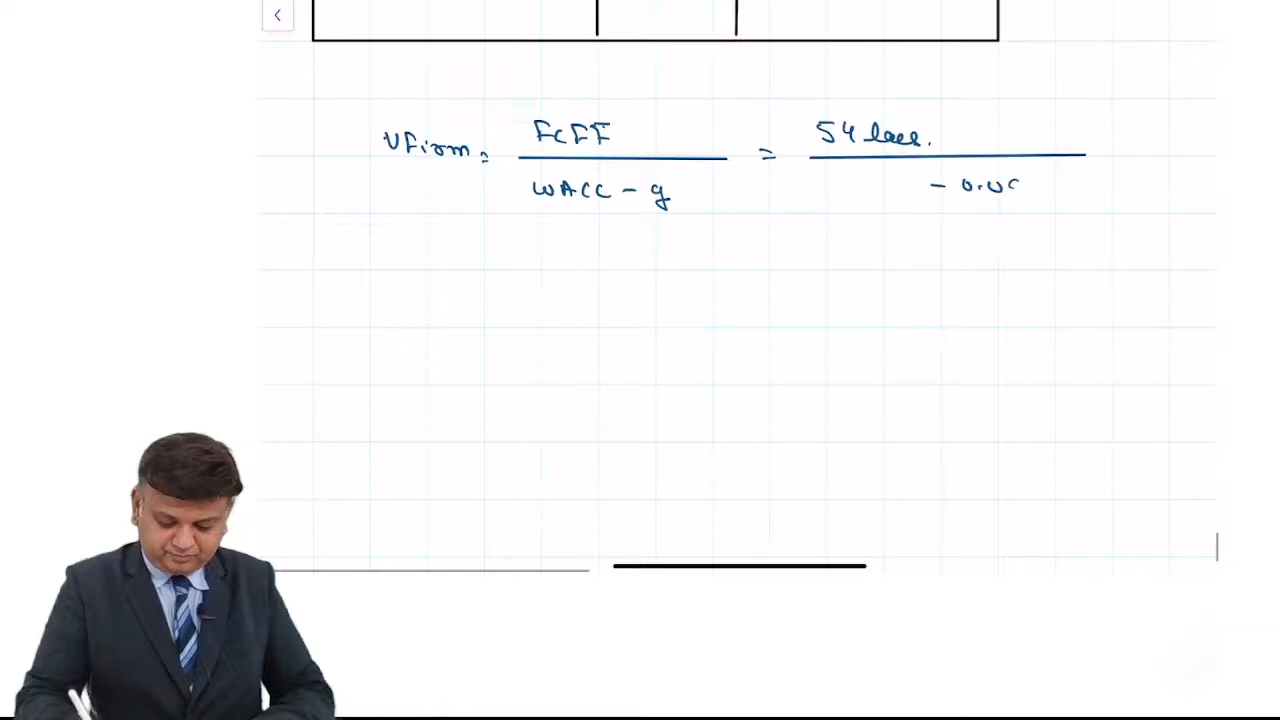 VFirm = FCFF / WACC - g = 54 lacs. / - 0.0